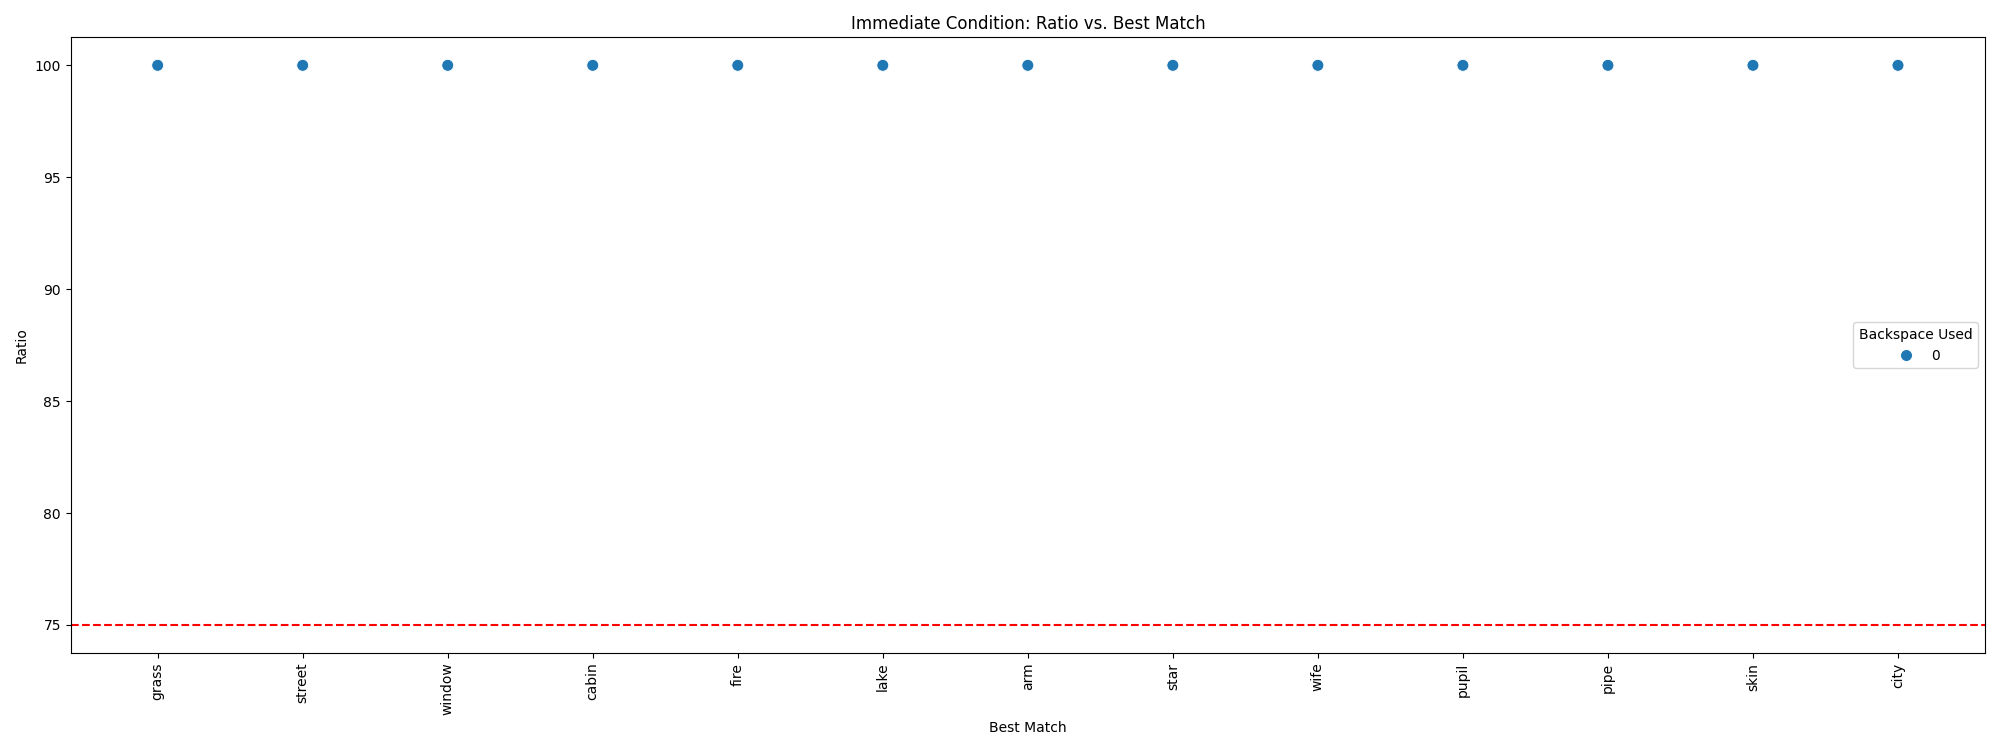 Immediate Condition: Ratio vs. Best Match
100
95
90
85
80
75
Ratio
Backspace Used
0
grass
street
window
cabin
fire
lake
arm
star
wife
pupil
pipe
skin
city
Best Match